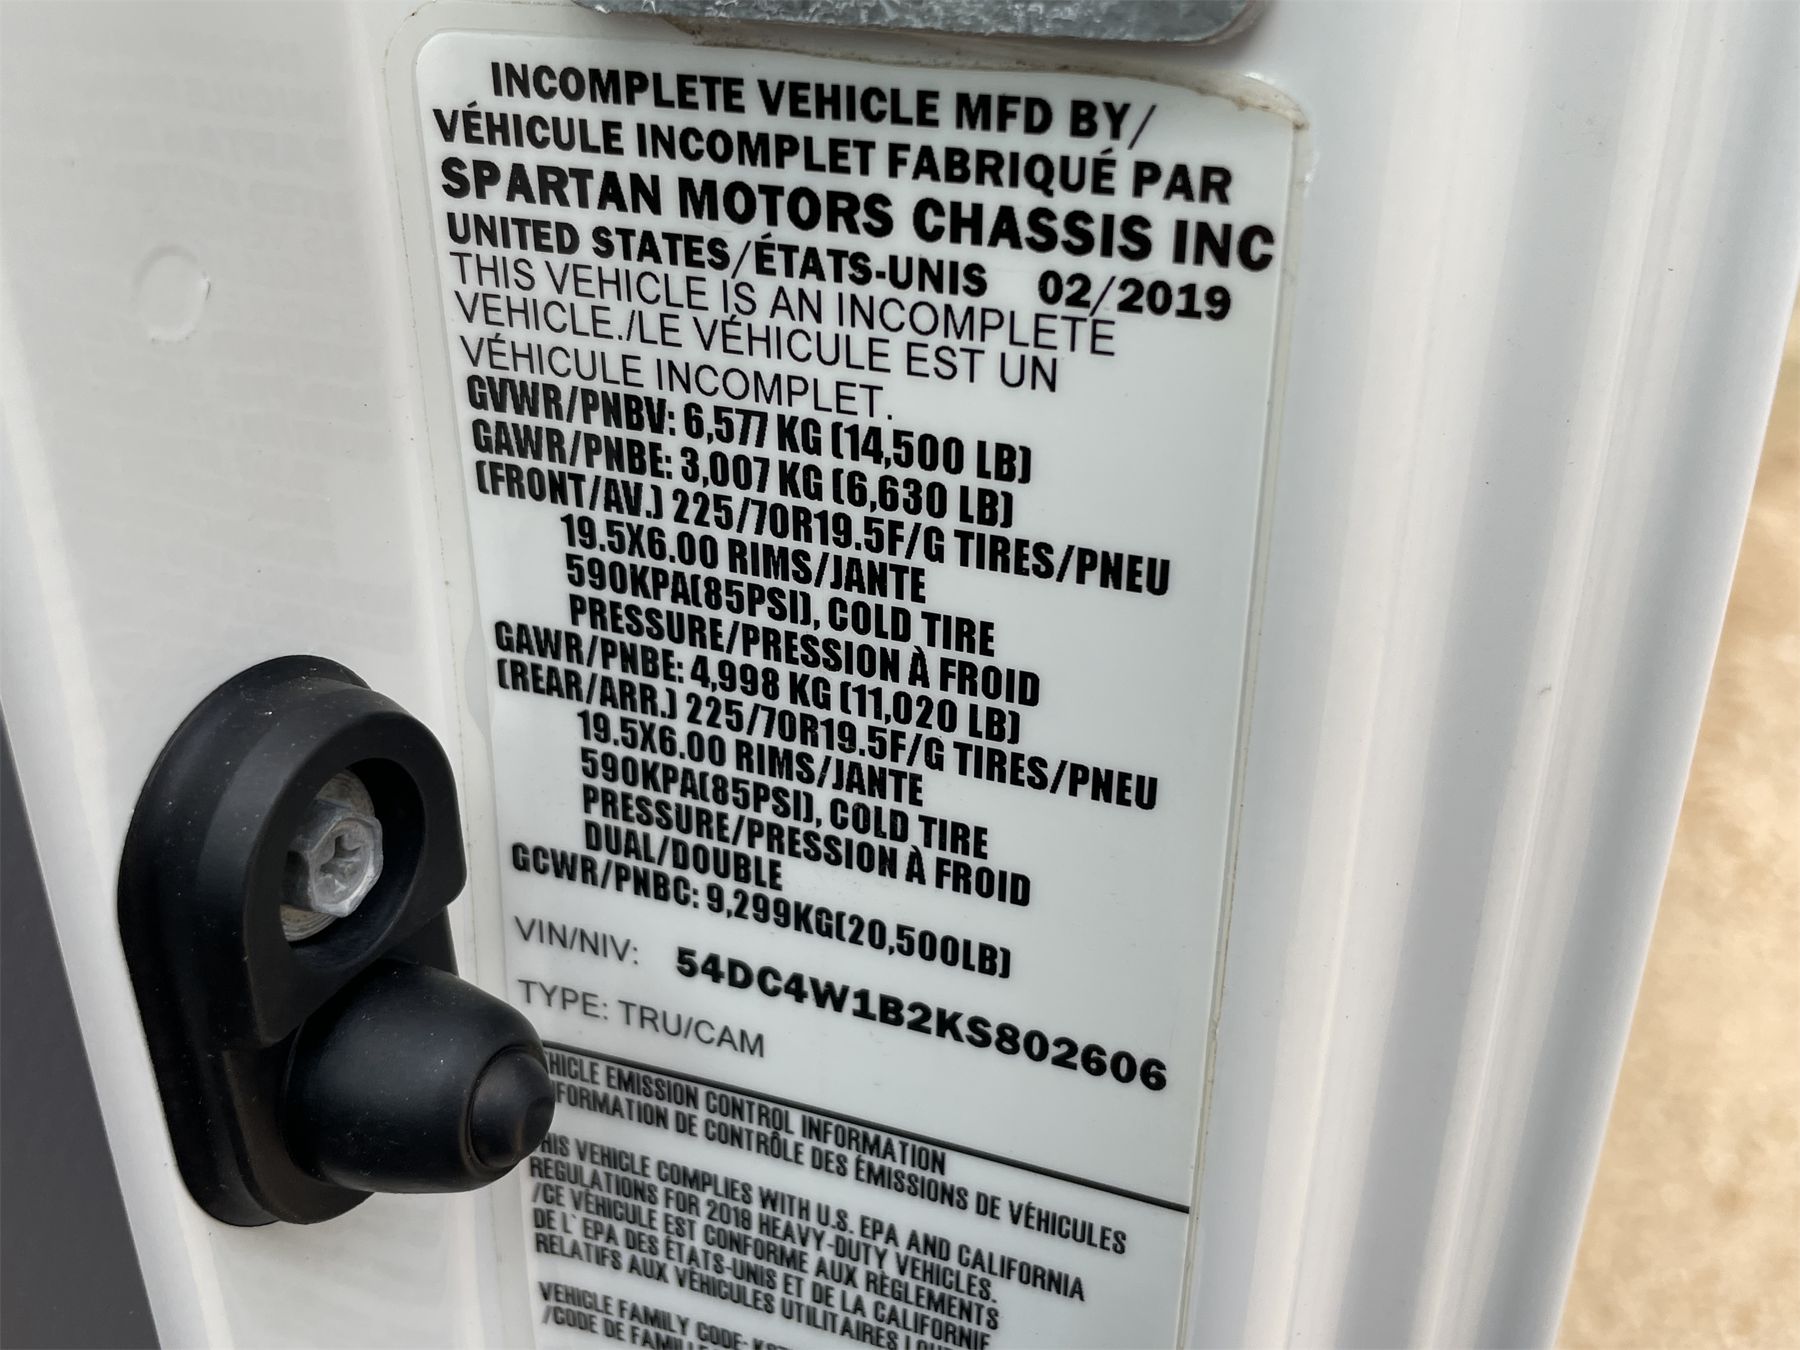 INCOMPLETE VEHICLE MFD BY/
VÉHICULE INCOMPLET FABRIQUÉ PAR
SPARTAN MOTORS CHASSIS INC
UNITED STATES/ÉTATS-UNIS 02/2019
THIS VEHICLE IS AN INCOMPLETE
VEHICLE./LE VÉHICULE EST UN
VÉHICULE INCOMPLET.
GVWR/PNBV: 6,577 KG (14,500 LB)
GAWR/PNBE: 3,007 KG (6,630 LB)
(FRONT/AV.) 225/70R19.5F/G TIRES/PNEU
19.5X6.00 RIMS/JANTE
590KPA(85PSI), COLD TIRE
PRESSURE/PRESSION À FROID
GAWR/PNBE: 4,998 KG (11,020 LB)
(REAR/ARR.) 225/70R19.5F/G TIRES/PNEU
19.5X6.00 RIMS/JANTE
590KPA(85PSI), COLD TIRE
PRESSURE/PRESSION À FROID
DUAL/DOUBLE
GCWR/PNBC: 9,299KG(20,500LB)
VIN/NIV: 54DC4W1B2KS802606
TYPE: TRU/CAM
HICLE EMISSION CONTROL INFORMATION
FORMATION DE CONTRÔLE DES ÉMISSIONS DE VÉHICULES
HIS VEHICLE COMPLIES WITH U.S. EPA AND CALIFORNIA
REGULATIONS FOR 2018 HEAVY-DUTY VEHICLES.
/CE VÉHICULE EST CONFORME AUX RÈGLEMENTS
DE L' EPA DES ÉTATS-UNIS ET DE LA CALIFORNIE
RELATIFS AUX VÉHICULES UTILITAIRES
VEHICLE FAMILY CODE:
/CODE DE